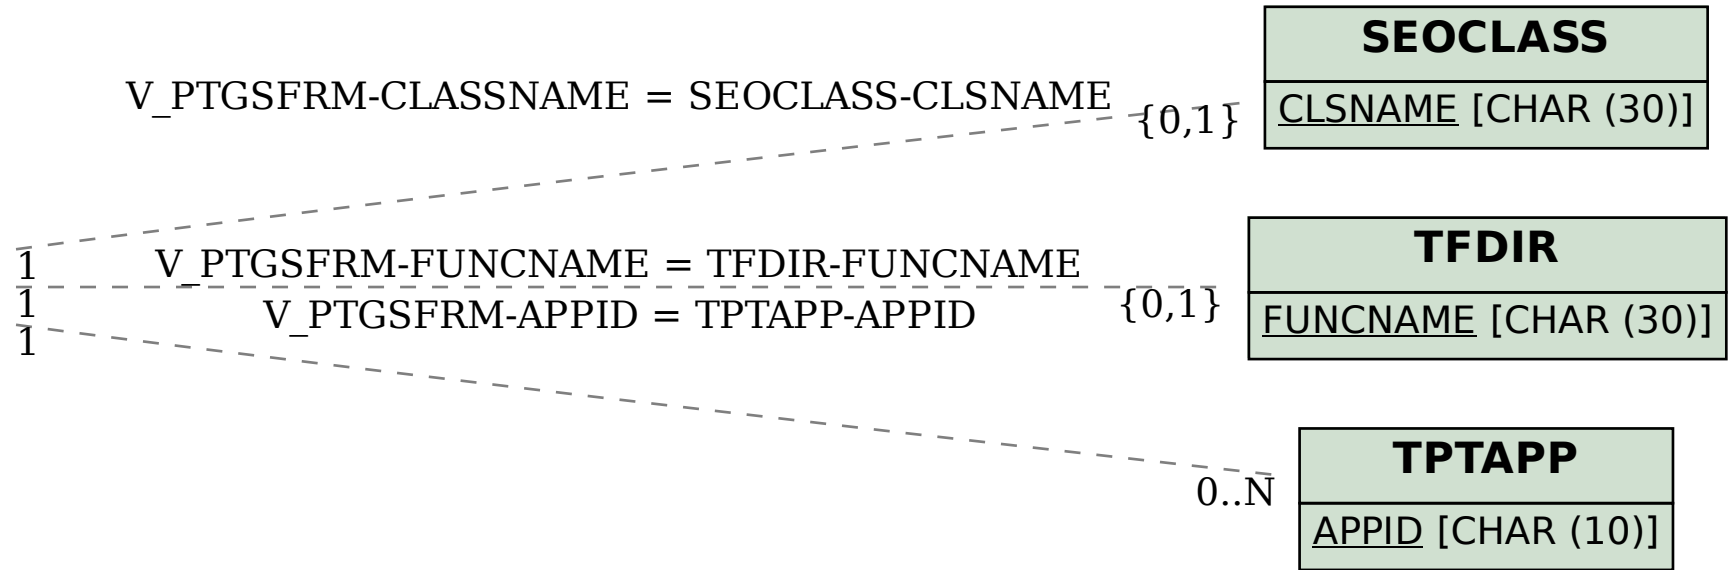 SEOCLASS
V_PTGSFRM-CLASSNAME = SEOCLASS-CLSNAME
{0,1}
CLSNAME [CHAR (30)]
1
V_PTGSFRM-FUNCNAME = TFDIR-FUNCNAME
TFDIR
1
V_PTGSFRM-APPID = TPTAPP-APPID
{0,1}
FUNCNAME [CHAR (30)]
1
TPTAPP
0..N
APPID [CHAR (10)]